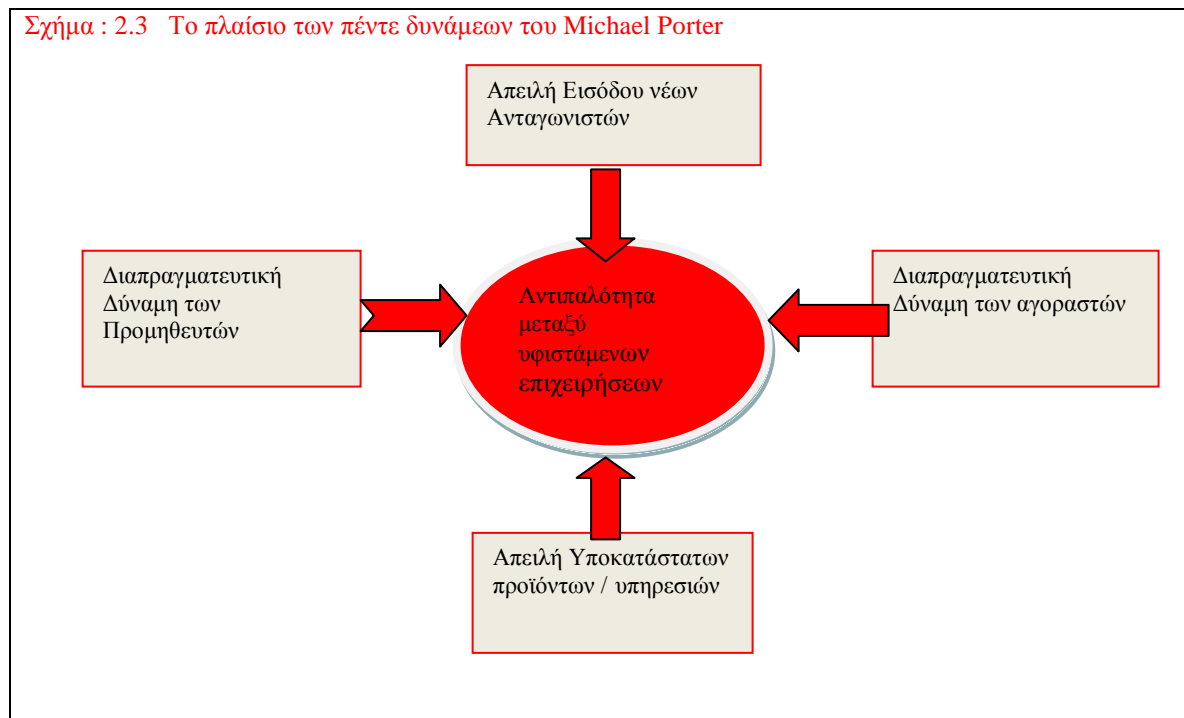 Σχήμα : 2.3 Το πλαίσιο των πέντε δυνάμεων του Michael Porter
Απειλή Εισόδου νέων
Ανταγωνιστών
Διαπραγματευτική
Δύναμη των
Προμηθευτών
Αντιπαλότητα
μεταξύ
υφιστάμενων
επιχειρήσεων
Διαπραγματευτική
Δύναμη των αγοραστών
Απειλή Υποκατάστατων
προϊόντων / υπηρεσιών